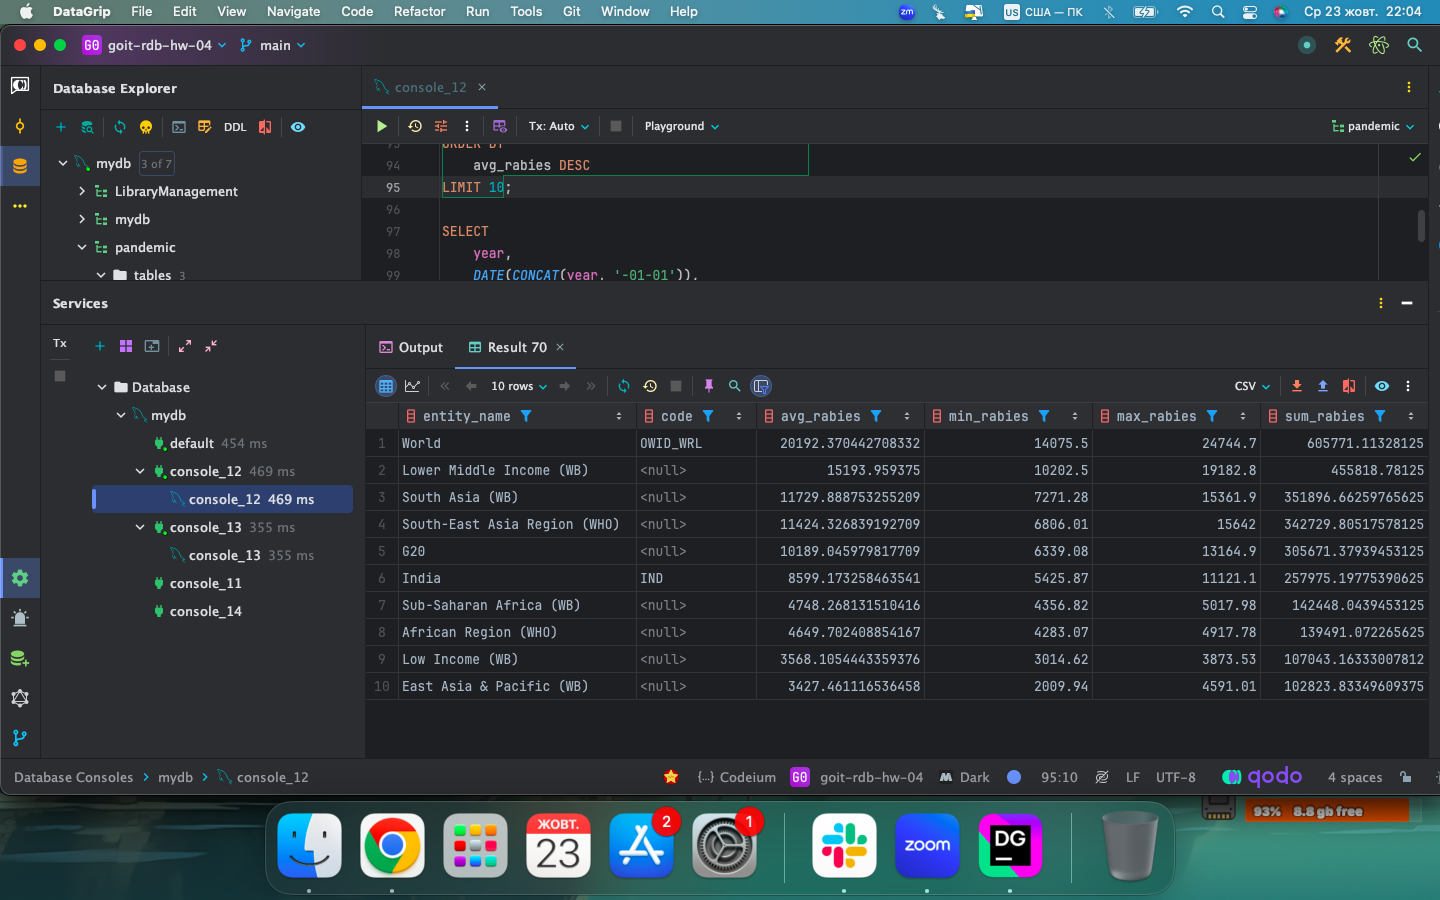 DataGrip File Edit View Navigate Code Refactor Run Tools Git Window Help zm US США — ПК Ср 23 жовт. 22:04
G0 goit-rdb-hw-04 main
Database Explorer
console_12
DDL
Tx: Auto Playground pandemic
mydb 3 of 7
LibraryManagement
mydb
pandemic
tables 3
93 ORDER BY
94 avg_rabies DESC
95 LIMIT 10;
96
97 SELECT
98 year,
99 DATE(CONCAT(year, '-01-01')),
Services
Tx
Output Result 70
10 rows CSV
Database
mydb
default 454 ms
console_12 469 ms
console_12 469 ms
console_13 355 ms
console_13 355 ms
console_11
console_14
entity_name code avg_rabies min_rabies max_rabies sum_rabies
1 World OWID_WRL 20192.370442708332 14075.5 24744.7 605771.11328125
2 Lower Middle Income (WB) <null> 15193.959375 10202.5 19182.8 455818.78125
3 South Asia (WB) <null> 11729.888753255209 7271.28 15361.9 351896.66259765625
4 South-East Asia Region (WHO) <null> 11424.326839192709 6806.01 15642 342729.80517578125
5 G20 <null> 10189.045979817709 6339.08 13164.9 305671.37939453125
6 India IND 8599.173258463541 5425.87 11121.1 257975.19775390625
7 Sub-Saharan Africa (WB) <null> 4748.268131510416 4356.82 5017.98 142448.0439453125
8 African Region (WHO) <null> 4649.702408854167 4283.07 4917.78 139491.072265625
9 Low Income (WB) <null> 3568.1054443359376 3014.62 3873.53 107043.16333007812
10 East Asia & Pacific (WB) <null> 3427.461116536458 2009.94 4591.01 102823.83349609375
Database Consoles mydb console_12 {...} Codeium G0 goit-rdb-hw-04 Dark 95:10 LF UTF-8 qodo 4 spaces
93% 8.8 gb free
ЖОВТ.
23
2
1
zoom
DG